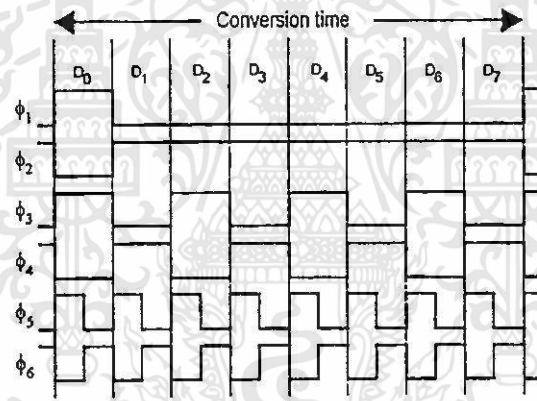 Conversion time
D₀ D₁ D₂ D₃ D₄ D₅ D₆ D₇
ϕ₁
ϕ₂
ϕ₃
ϕ₄
ϕ₅
ϕ₆